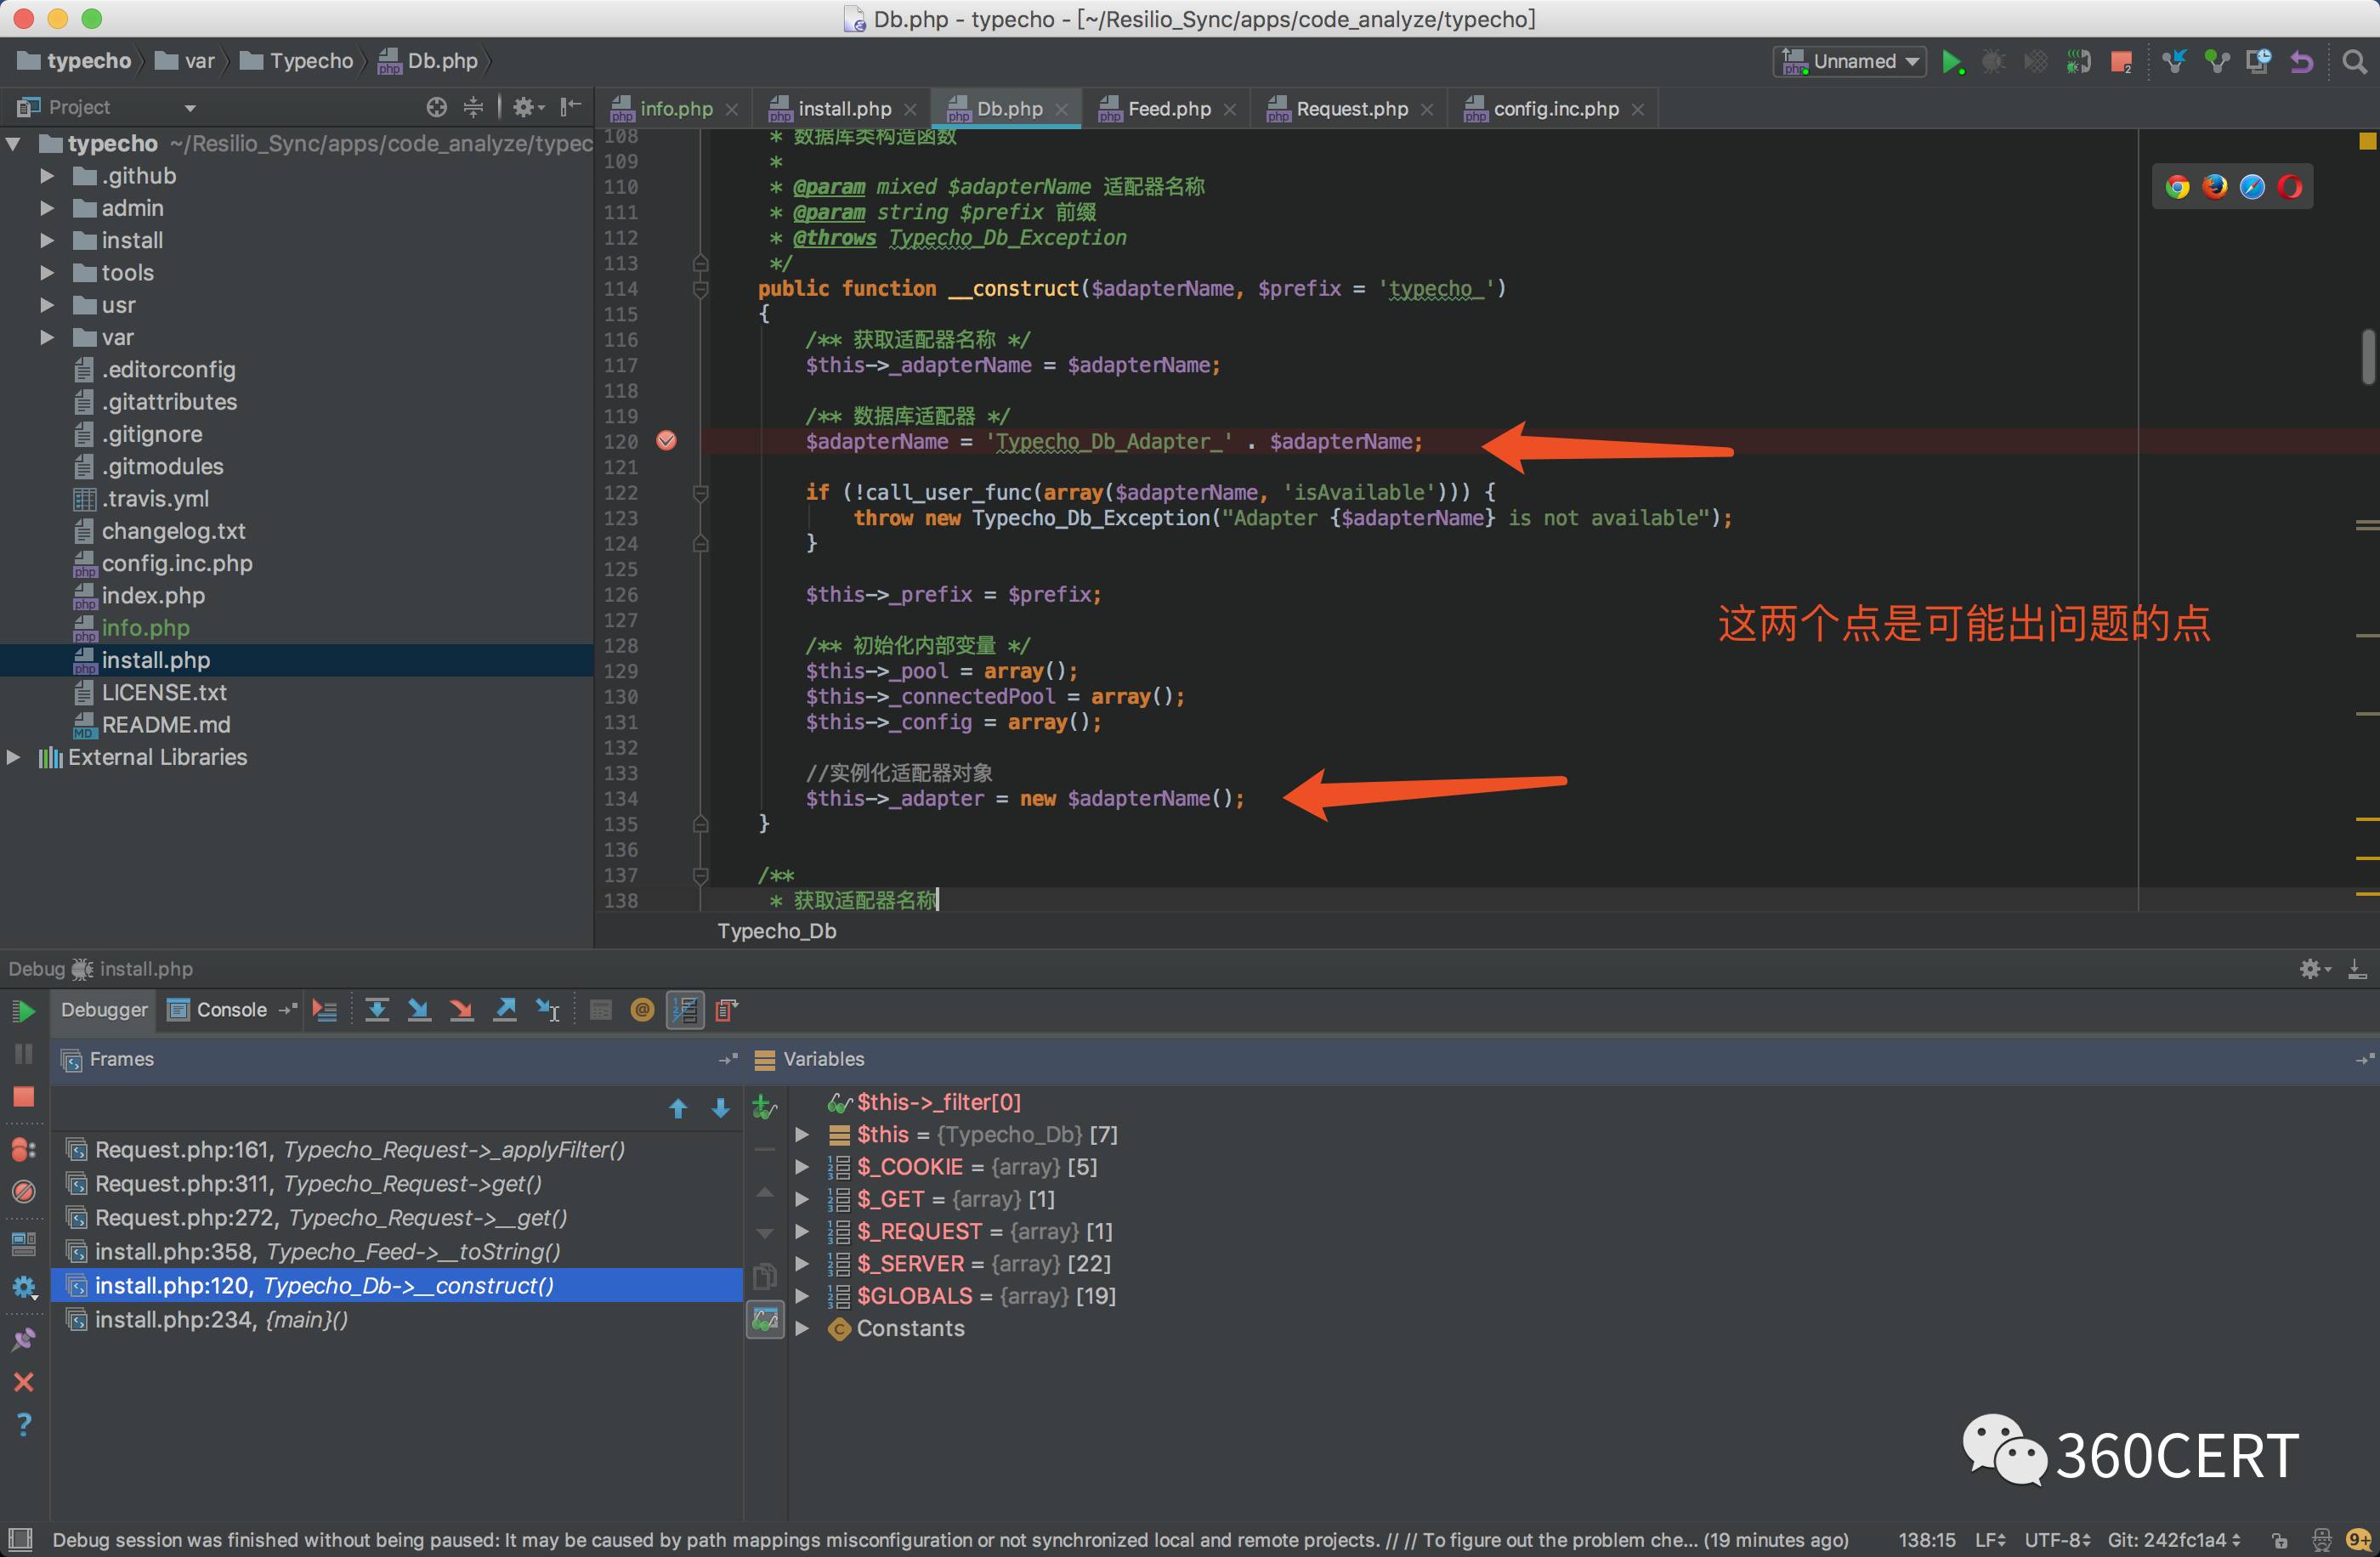 Db.php - typecho - [~/Resilio_Sync/apps/code_analyze/typecho]
typecho var Typecho Db.php Unnamed
Project
info.php install.php Db.php Feed.php Request.php config.inc.php
typecho ~/Resilio_Sync/apps/code_analyze/typec
.github
admin
install
tools
usr
var
.editorconfig
.gitattributes
.gitignore
.gitmodules
.travis.yml
changelog.txt
config.inc.php
index.php
info.php
install.php
LICENSE.txt
README.md
External Libraries
108 * 数据库类构造函数
109 *
110 * @param mixed $adapterName 适配器名称
111 * @param string $prefix 前缀
112 * @throws Typecho_Db_Exception
113 */
114 public function __construct($adapterName, $prefix = 'typecho_')
115 {
116 /** 获取适配器名称 */
117 $this->_adapterName = $adapterName;
118
119 /** 数据库适配器 */
120 $adapterName = 'Typecho_Db_Adapter_' . $adapterName;
121
122 if (!call_user_func(array($adapterName, 'isAvailable'))) {
123 throw new Typecho_Db_Exception("Adapter {$adapterName} is not available");
124 }
125
126 $this->_prefix = $prefix;
127
128 /** 初始化内部变量 */
129 $this->_pool = array();
130 $this->_connectedPool = array();
131 $this->_config = array();
132
133 //实例化适配器对象
134 $this->_adapter = new $adapterName();
135 }
136
137 /**
138 * 获取适配器名称
这两个点是可能出问题的点
Typecho_Db
Debug install.php
Debugger Console
Frames
Variables
Request.php:161, Typecho_Request->_applyFilter()
Request.php:311, Typecho_Request->get()
Request.php:272, Typecho_Request->__get()
install.php:358, Typecho_Feed->__toString()
install.php:120, Typecho_Db->__construct()
install.php:234, {main}()
$this->_filter[0]
$this = {Typecho_Db} [7]
$_COOKIE = {array} [5]
$_GET = {array} [1]
$_REQUEST = {array} [1]
$_SERVER = {array} [22]
$GLOBALS = {array} [19]
Constants
360CERT
Debug session was finished without being paused: It may be caused by path mappings misconfiguration or not synchronized local and remote projects. // // To figure out the problem che... (19 minutes ago) 138:15 LF UTF-8 Git: 242fc1a4 9+